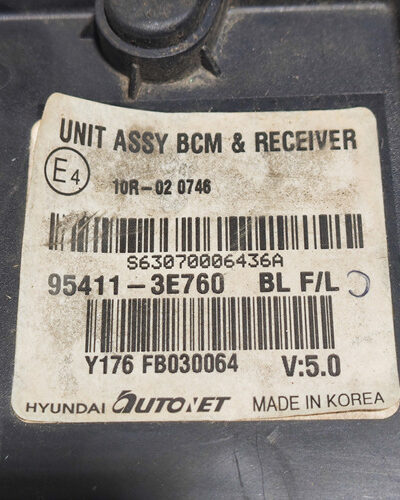 UNIT ASSY BCM & RECEIVER
E4
10R-02 0746
S63070006436A
95411-3E760 BL F/L
Y176 FB030064 V:5.0
HYUNDAI AUTONET MADE IN KOREA